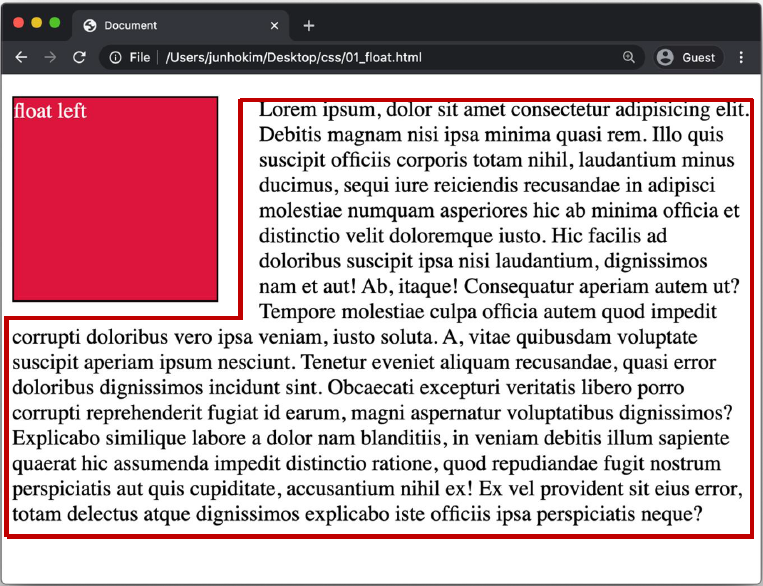 Document
File
/Users/junhokim/Desktop/css/01_float.html
Guest
float left
Lorem ipsum, dolor sit amet consectetur adipisicing elit.
Debitis magnam nisi ipsa minima quasi rem. Illo quis
suscipit officiis corporis totam nihil, laudantium minus
ducimus, sequi iure reiciendis recusandae in adipisci
molestiae numquam asperiores hic ab minima officia et
distinctio velit doloremque iusto. Hic facilis ad
doloribus suscipit ipsa nisi laudantium, dignissimos
nam et aut! Ab, itaque! Consequatur aperiam autem ut?
Tempore molestiae culpa officia autem quod impedit
corrupti doloribus vero ipsa veniam, iusto soluta. A, vitae quibusdam voluptate
suscipit aperiam ipsum nesciunt. Tenetur eveniet aliquam recusandae, quasi error
doloribus dignissimos incidunt sint. Obcaecati excepturi veritatis libero porro
corrupti reprehenderit fugiat id earum, magni aspernatur voluptatibus dignissimos?
Explicabo similique labore a dolor nam blanditiis, in veniam debitis illum sapiente
quaerat hic assumenda impedit distinctio ratione, quod repudiandae fugit nostrum
perspiciatis aut quis cupiditate, accusantium nihil ex! Ex vel provident sit eius error,
totam delectus atque dignissimos explicabo iste officiis ipsa perspiciatis neque?